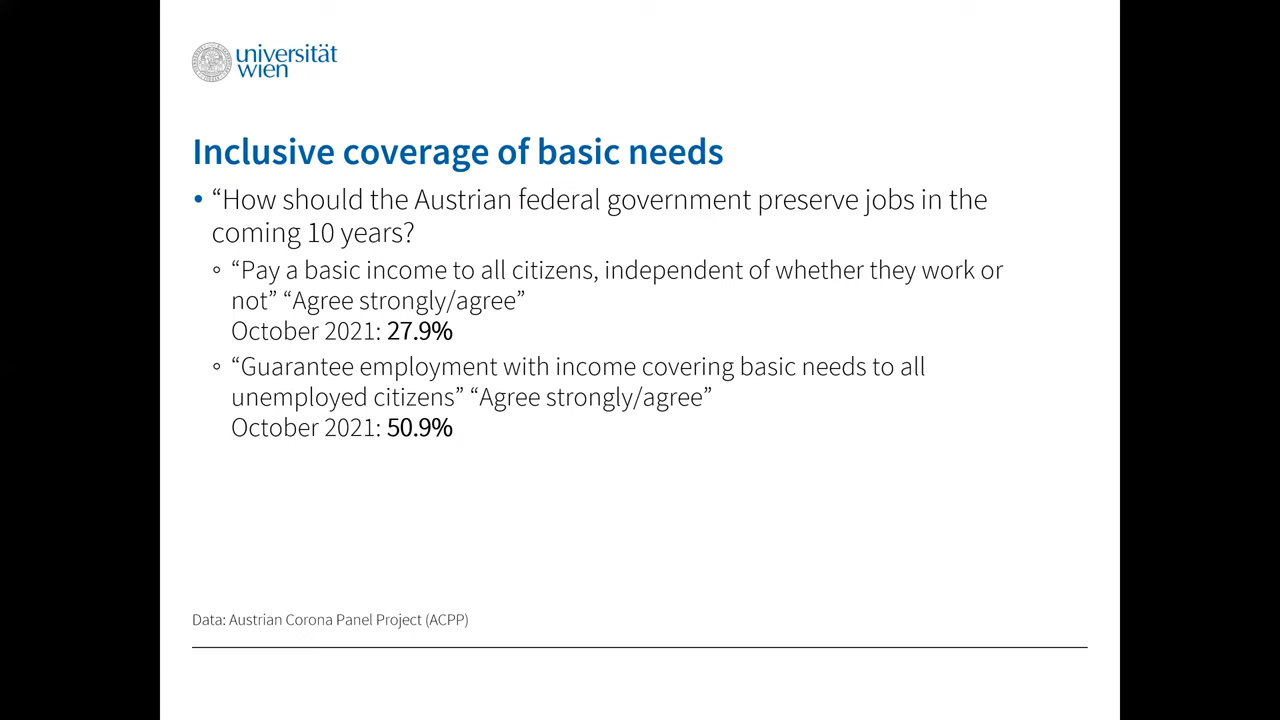 universität
wien
Inclusive coverage of basic needs
• “How should the Austrian federal government preserve jobs in the
coming 10 years?
◦ “Pay a basic income to all citizens, independent of whether they work or
not” “Agree strongly/agree”
October 2021: 27.9%
◦ “Guarantee employment with income covering basic needs to all
unemployed citizens” “Agree strongly/agree”
October 2021: 50.9%
Data: Austrian Corona Panel Project (ACPP)